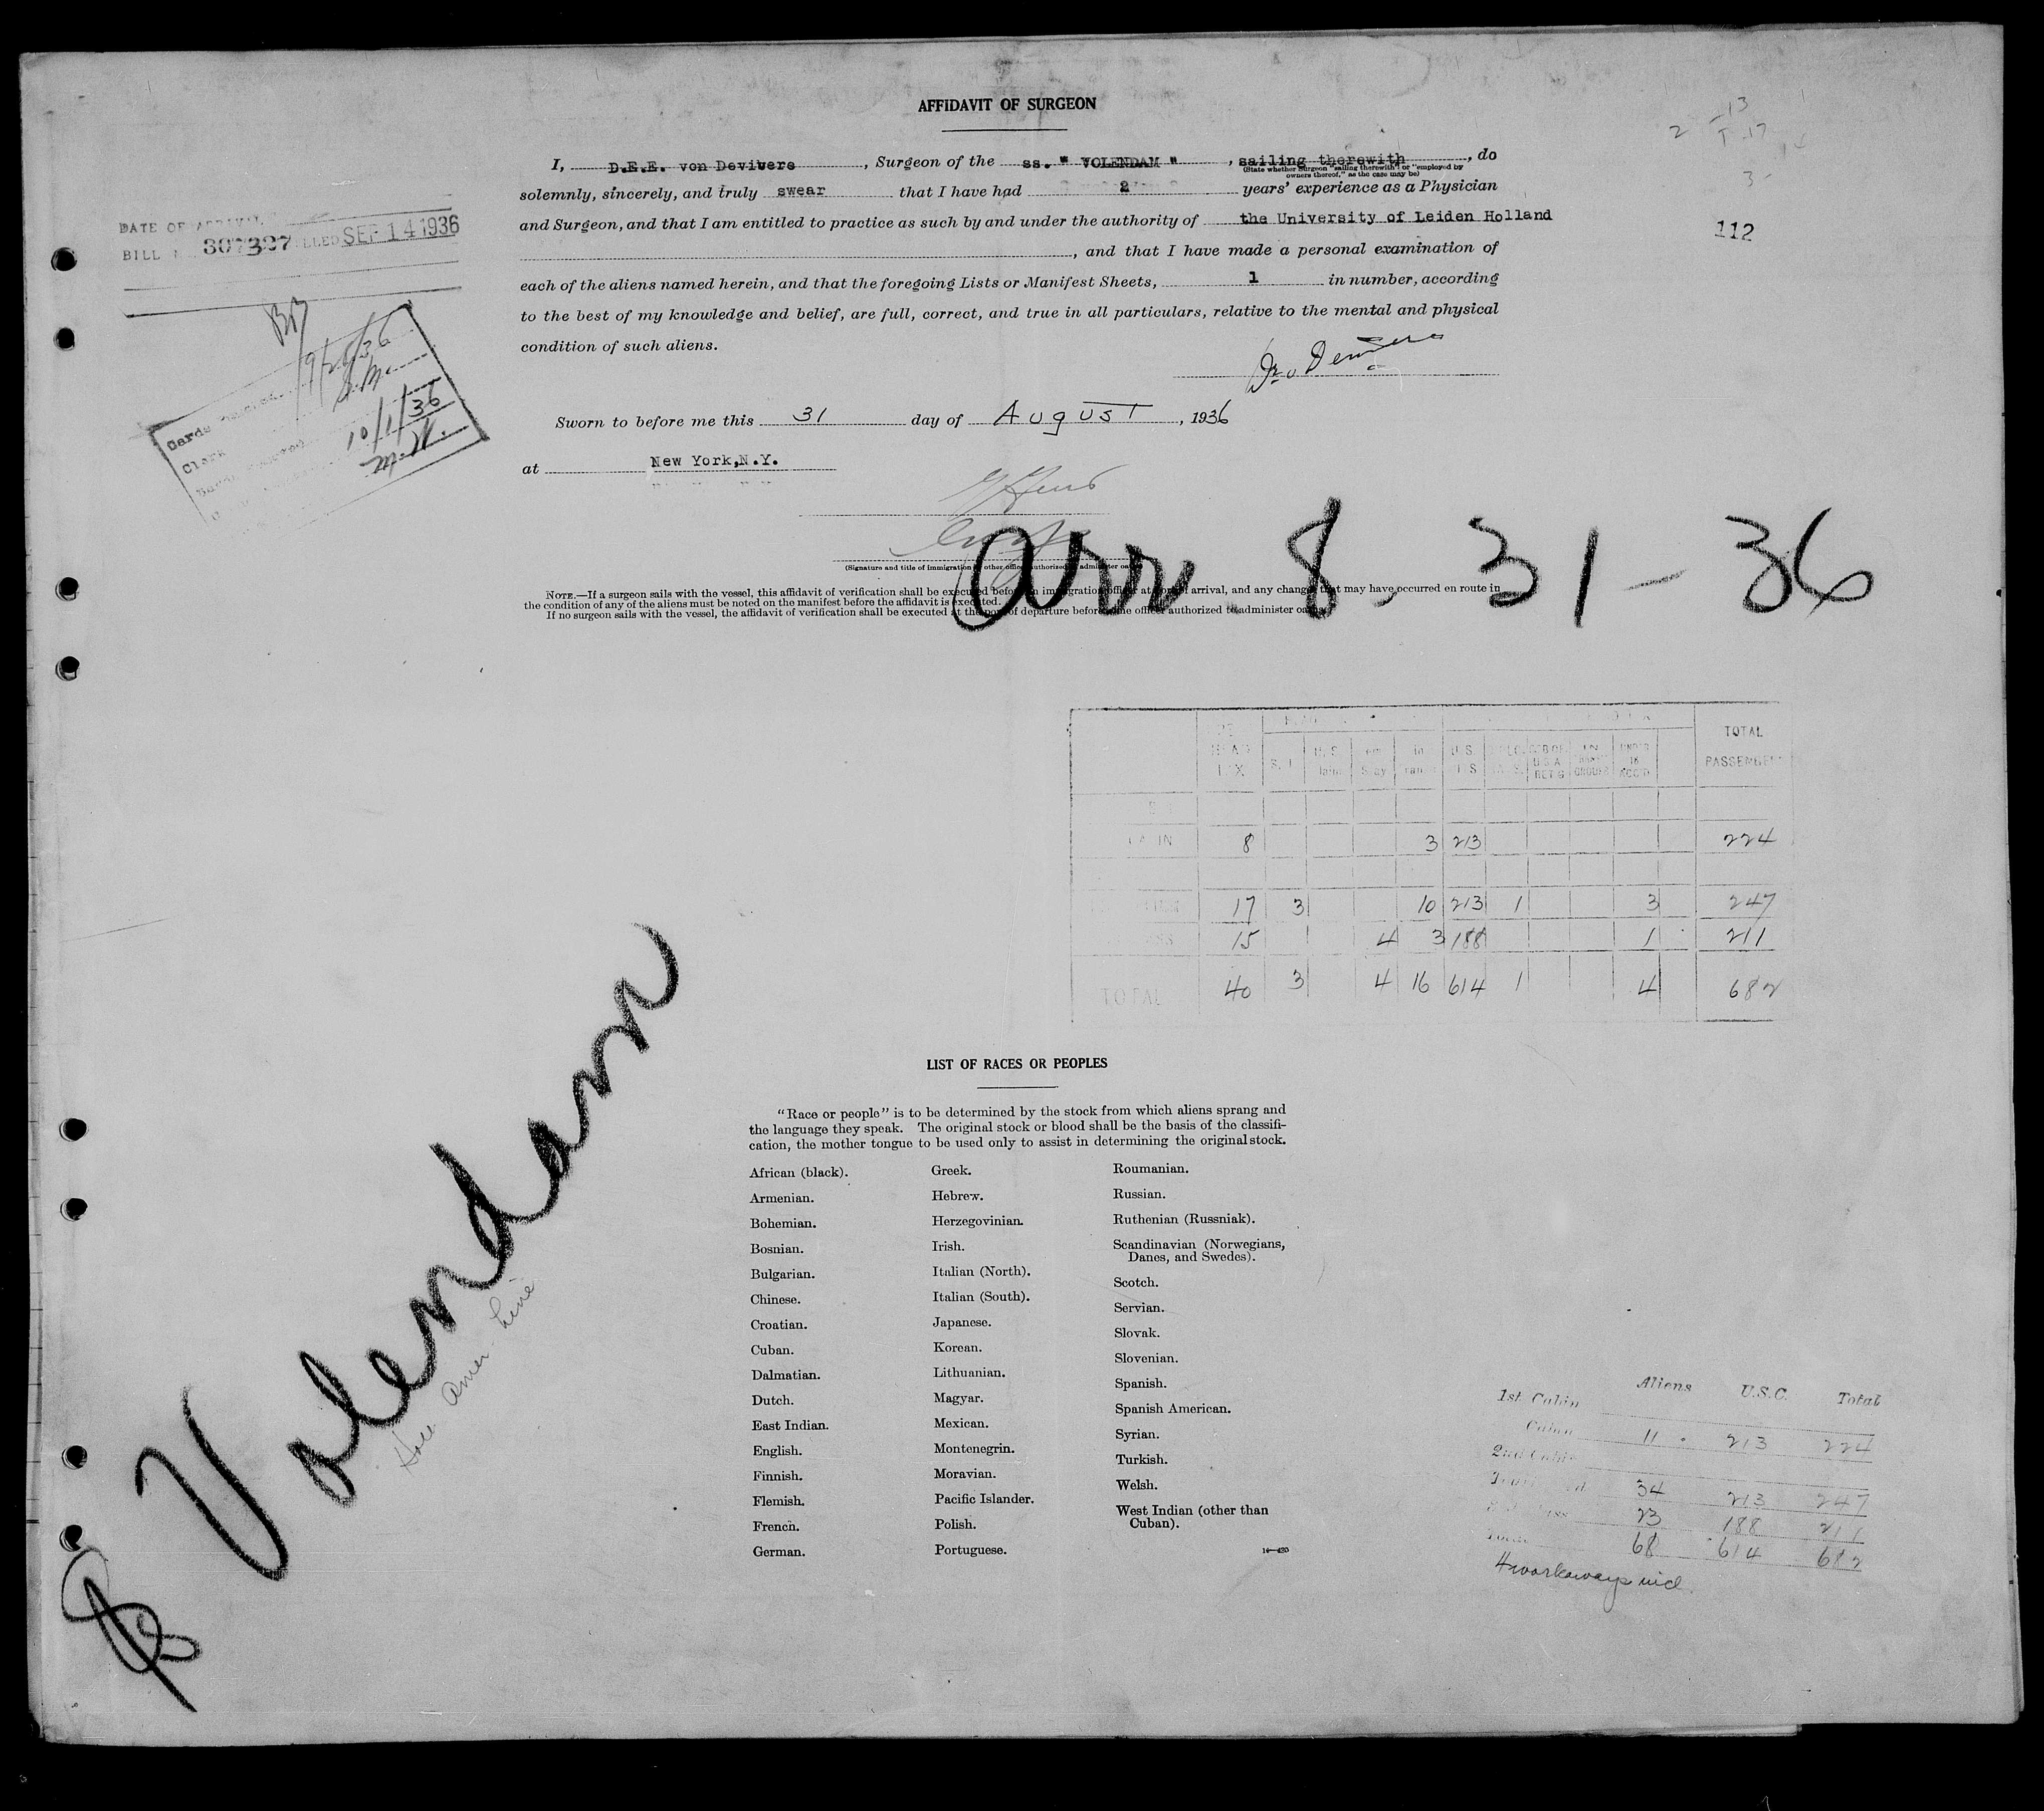 AFFIDAVIT OF SURGEON
I, D.E.E. von Devivere, Surgeon of the ss. " VOLENDAM ", sailing therewith, do
(State whether Surgeon "sailing therewith" or "employed by
owners thereof," as the case may be)
solemnly, sincerely, and truly swear that I have had 2 years' experience as a Physician
and Surgeon, and that I am entitled to practice as such by and under the authority of the University of Leiden Holland
, and that I have made a personal examination of
each of the aliens named herein, and that the foregoing Lists or Manifest Sheets, 1 in number, according
to the best of my knowledge and belief, are full, correct, and true in all particulars, relative to the mental and physical
condition of such aliens.
Sworn to before me this 31 day of August, 1936
at New York,N.Y.
(Signature and title of immigration or other officer authorized to administer oaths)
NOTE.—If a surgeon sails with the vessel, this affidavit of verification shall be executed before an immigration officer at port of arrival, and any changes that may have occurred on route in
the condition of any of the aliens must be noted on the manifest before the affidavit is executed.
If no surgeon sails with the vessel, the affidavit of verification shall be executed at the port of departure before some officer authorized to administer oaths.
DATE OF ARRIVAL
BILL 307327 SEP 14 1936
9/28/36
Cards
Clerk
10/1/36
112
arr 8-31-36
HEAD TAX U.S. TOTAL PASSENGER
CABIN 8 3 213 224
17 3 10 213 1 3 247
15 4 3 188 1 211
TOTAL 40 3 4 16 614 1 4 682
Volendam
Holl. Amer. Line
LIST OF RACES OR PEOPLES
"Race or people" is to be determined by the stock from which aliens sprang and
the language they speak. The original stock or blood shall be the basis of the classifi-
cation, the mother tongue to be used only to assist in determining the original stock.
African (black).
Armenian.
Bohemian.
Bosnian.
Bulgarian.
Chinese.
Croatian.
Cuban.
Dalmatian.
Dutch.
East Indian.
English.
Finnish.
Flemish.
French.
German.
Greek.
Hebrew.
Herzegovinian.
Irish.
Italian (North).
Italian (South).
Japanese.
Korean.
Lithuanian.
Magyar.
Mexican.
Montenegrin.
Moravian.
Pacific Islander.
Polish.
Portuguese.
Roumanian.
Russian.
Ruthenian (Russniak).
Scandinavian (Norwegians,
Danes, and Swedes).
Scotch.
Servian.
Slovak.
Slovenian.
Spanish.
Spanish American.
Syrian.
Turkish.
Welsh.
West Indian (other than
Cuban).
Aliens U.S.C. Total
1st Cabin
Cabin 11 213 224
2nd Cabin
34 213 247
23 188 211
Total 68 614 682
4 workaways incl.